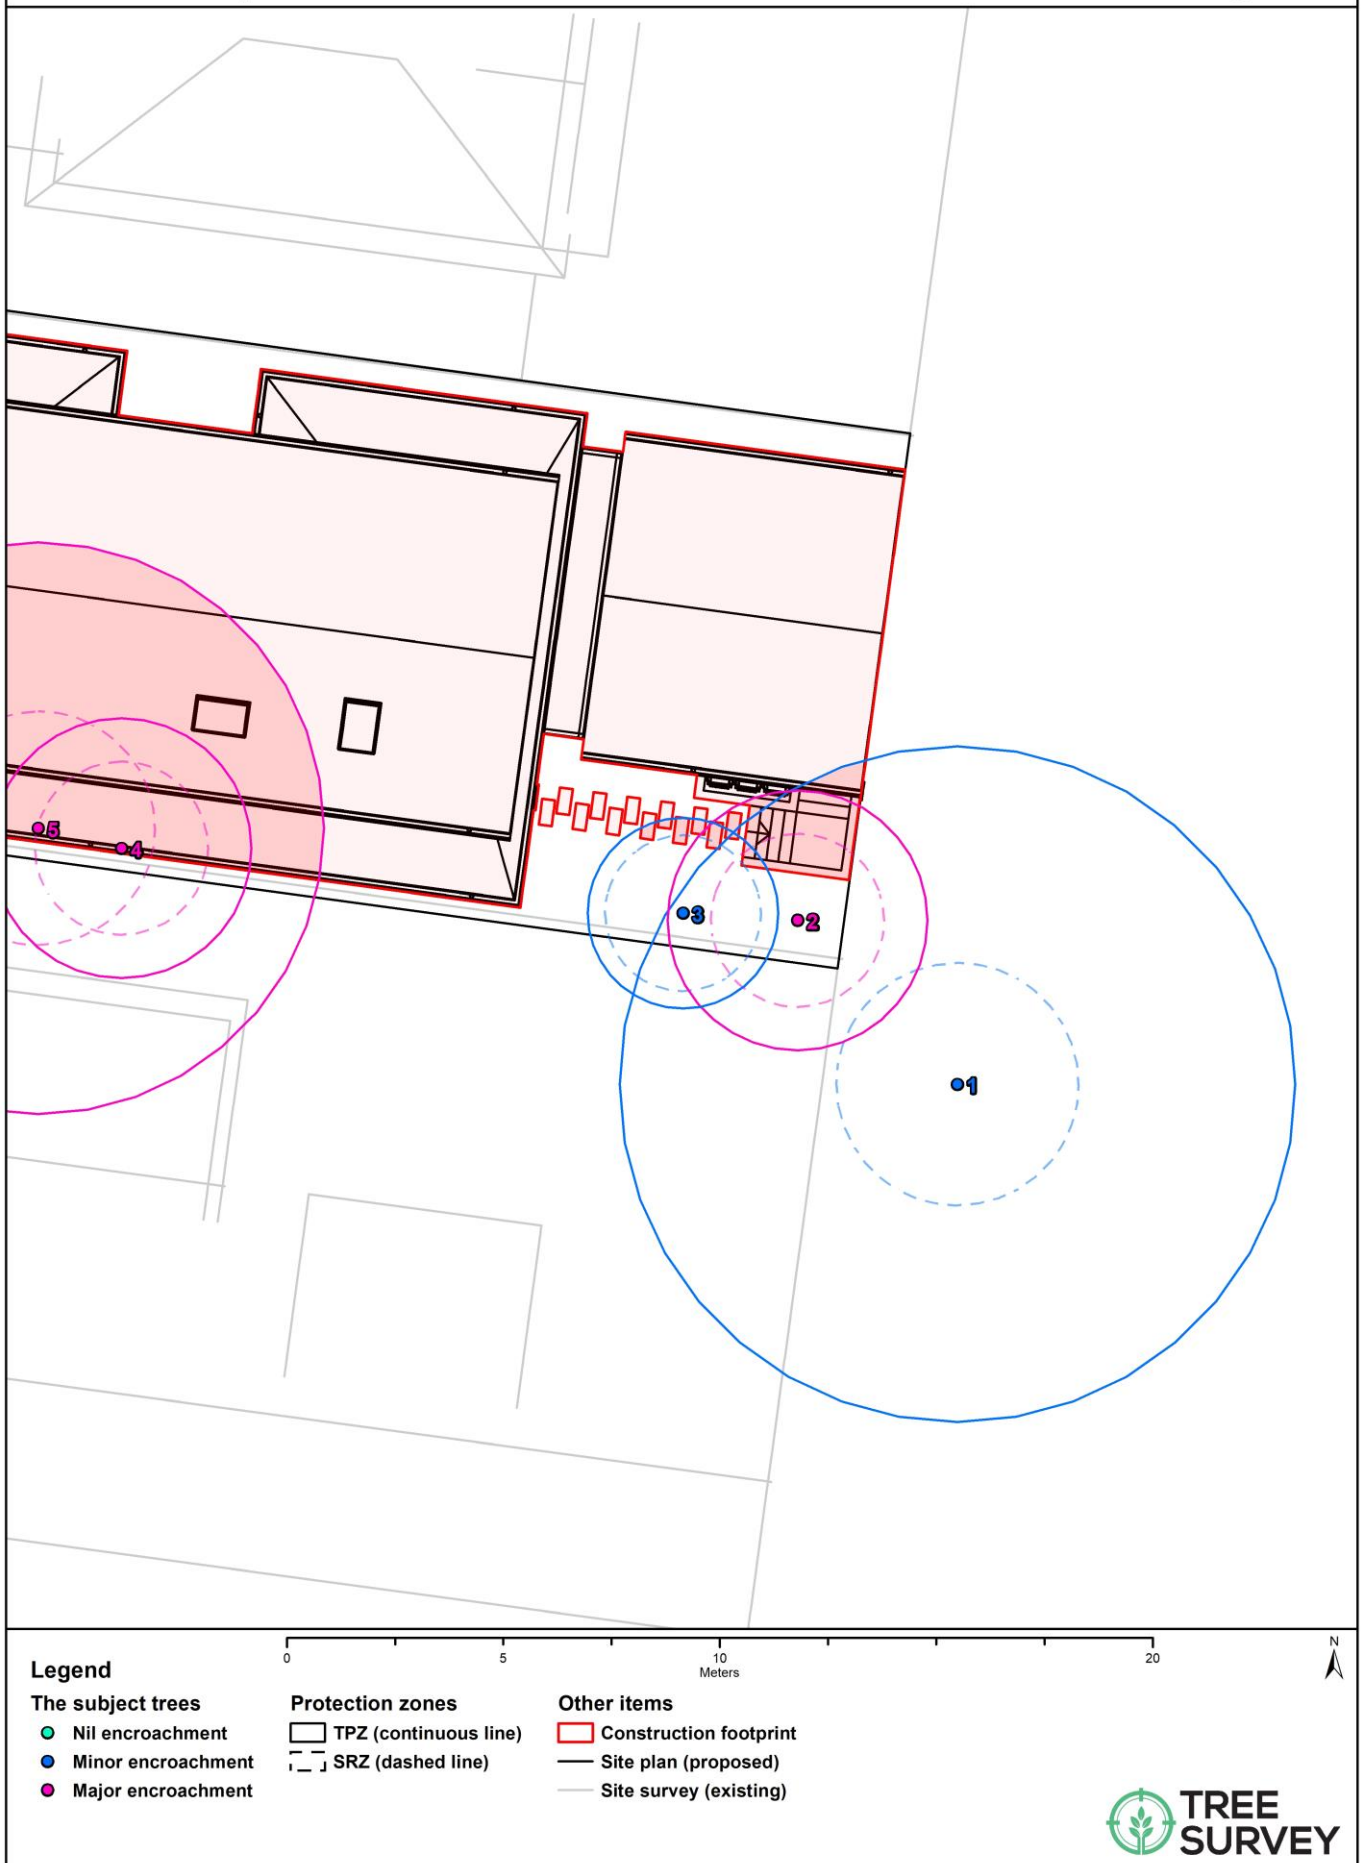 5
4
3
2
1
0 5 10 20
Meters
N
Legend
The subject trees
Nil encroachment
Minor encroachment
Major encroachment
Protection zones
TPZ (continuous line)
SRZ (dashed line)
Other items
Construction footprint
Site plan (proposed)
Site survey (existing)
TREE
SURVEY